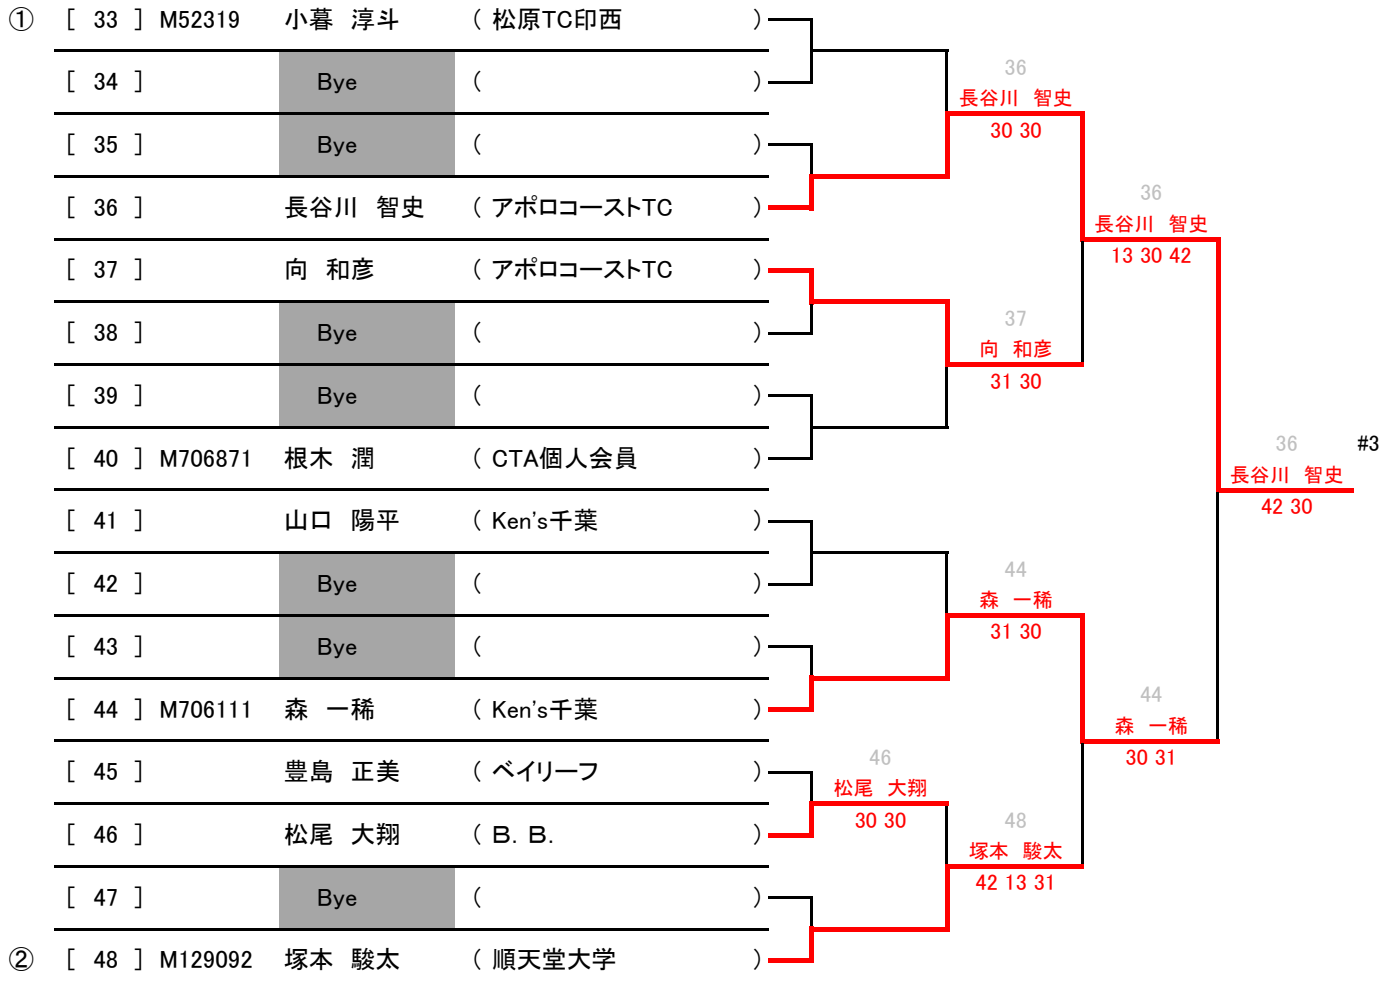 ① [ 33 ] M52319 小暮 淳斗 ( 松原TC印西 )
[ 34 ] Bye ( )
36
長谷川 智史
30 30
[ 35 ] Bye ( )
[ 36 ] 長谷川 智史 ( アポロコーストTC )
36
長谷川 智史
13 30 42
[ 37 ] 向 和彦 ( アポロコーストTC )
[ 38 ] Bye ( )
37
向 和彦
31 30
[ 39 ] Bye ( )
[ 40 ] M706871 根木 潤 ( CTA個人会員 )
36 #3
長谷川 智史
42 30
[ 41 ] 山口 陽平 ( Ken's千葉 )
[ 42 ] Bye ( )
44
森 一稀
31 30
[ 43 ] Bye ( )
[ 44 ] M706111 森 一稀 ( Ken's千葉 )
44
森 一稀
30 31
[ 45 ] 豊島 正美 ( ベイリーフ )
46
松尾 大翔
30 30
[ 46 ] 松尾 大翔 ( B．B． )
48
塚本 駿太
42 13 31
[ 47 ] Bye ( )
② [ 48 ] M129092 塚本 駿太 ( 順天堂大学 )